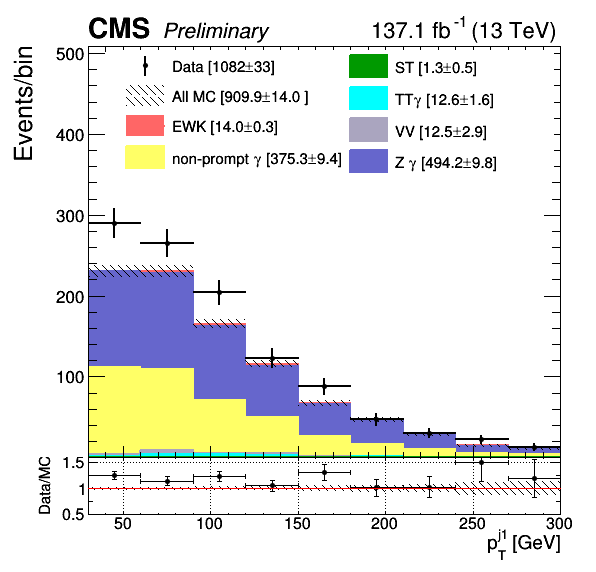 CMS Preliminary 137.1 fb⁻¹ (13 TeV)
Events/bin
500
400
300
200
100
Data [1082±33]
All MC [909.9±14.0 ]
EWK [14.0±0.3]
non-prompt γ [375.3±9.4]
ST [1.3±0.5]
TTγ [12.6±1.6]
VV [12.5±2.9]
Z γ [494.2±9.8]
Data/MC
1.5
1
0.5
50 100 150 200 250 300
p_T^j1 [GeV]